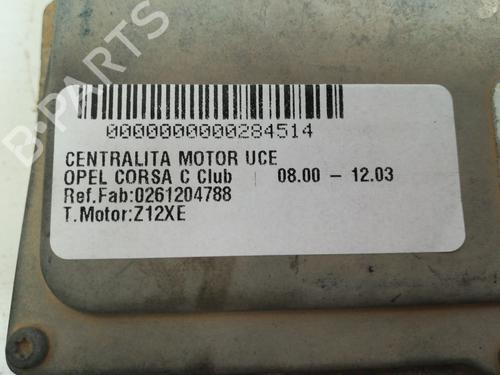 B-PARTS
0000000000284514
CENTRALITA MOTOR UCE
OPEL CORSA C Club | 08.00 – 12.03
Ref.Fab:0261204788
T.Motor:Z12XE